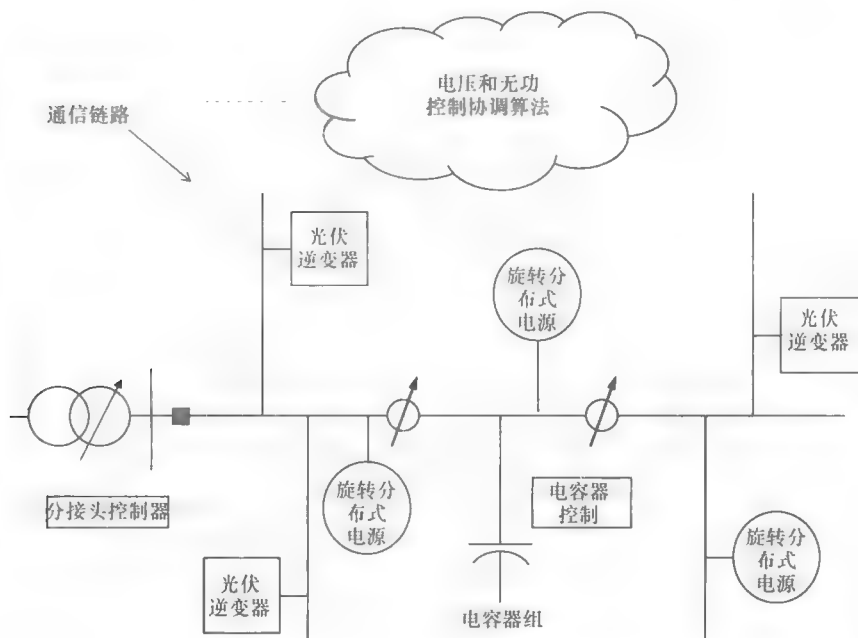 电压和无功
控制协调算法
通信链路
光伏
逆变器
旋转分
布式
电源
光伏
逆变器
分接头控制器
旋转分
布式
电源
电容器
控制
旋转分
布式
电源
光伏
逆变器
电容器组